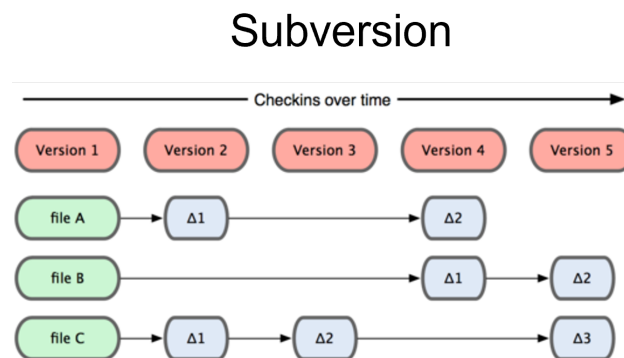 Subversion
Checkins over time
Version 1 Version 2 Version 3 Version 4 Version 5
file A Δ1 Δ2
file B Δ1 Δ2
file C Δ1 Δ2 Δ3